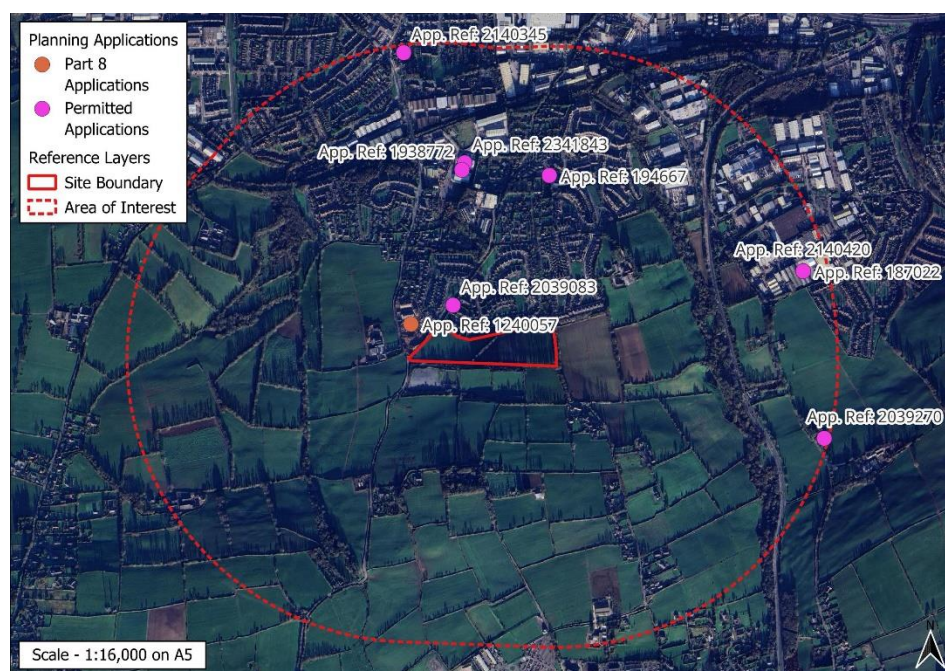 Planning Applications
Part 8
Applications
Permitted
Applications
Reference Layers
Site Boundary
Area of Interest
App. Ref: 2140345
App. Ref: 1938772
App. Ref: 2341843
App. Ref: 194667
App. Ref: 2140420
App. Ref: 187022
App. Ref: 2039083
App. Ref: 1240057
App. Ref: 2039270
Scale - 1:16,000 on A5
N